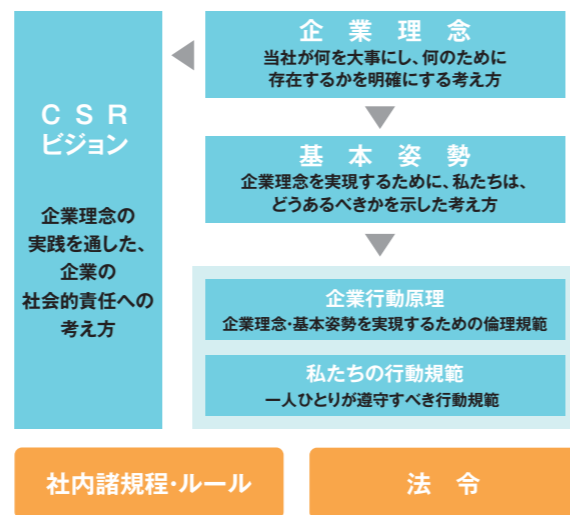 企業理念
当社が何を大事にし、何のために
存在するかを明確にする考え方
CSR
ビジョン
企業理念の
実践を通した、
企業の
社会的責任への
考え方
基本姿勢
企業理念を実現するために、私たちは、
どうあるべきかを示した考え方
企業行動原理
企業理念・基本姿勢を実現するための倫理規範
私たちの行動規範
一人ひとりが遵守すべき行動規範
社内諸規程・ルール
法令